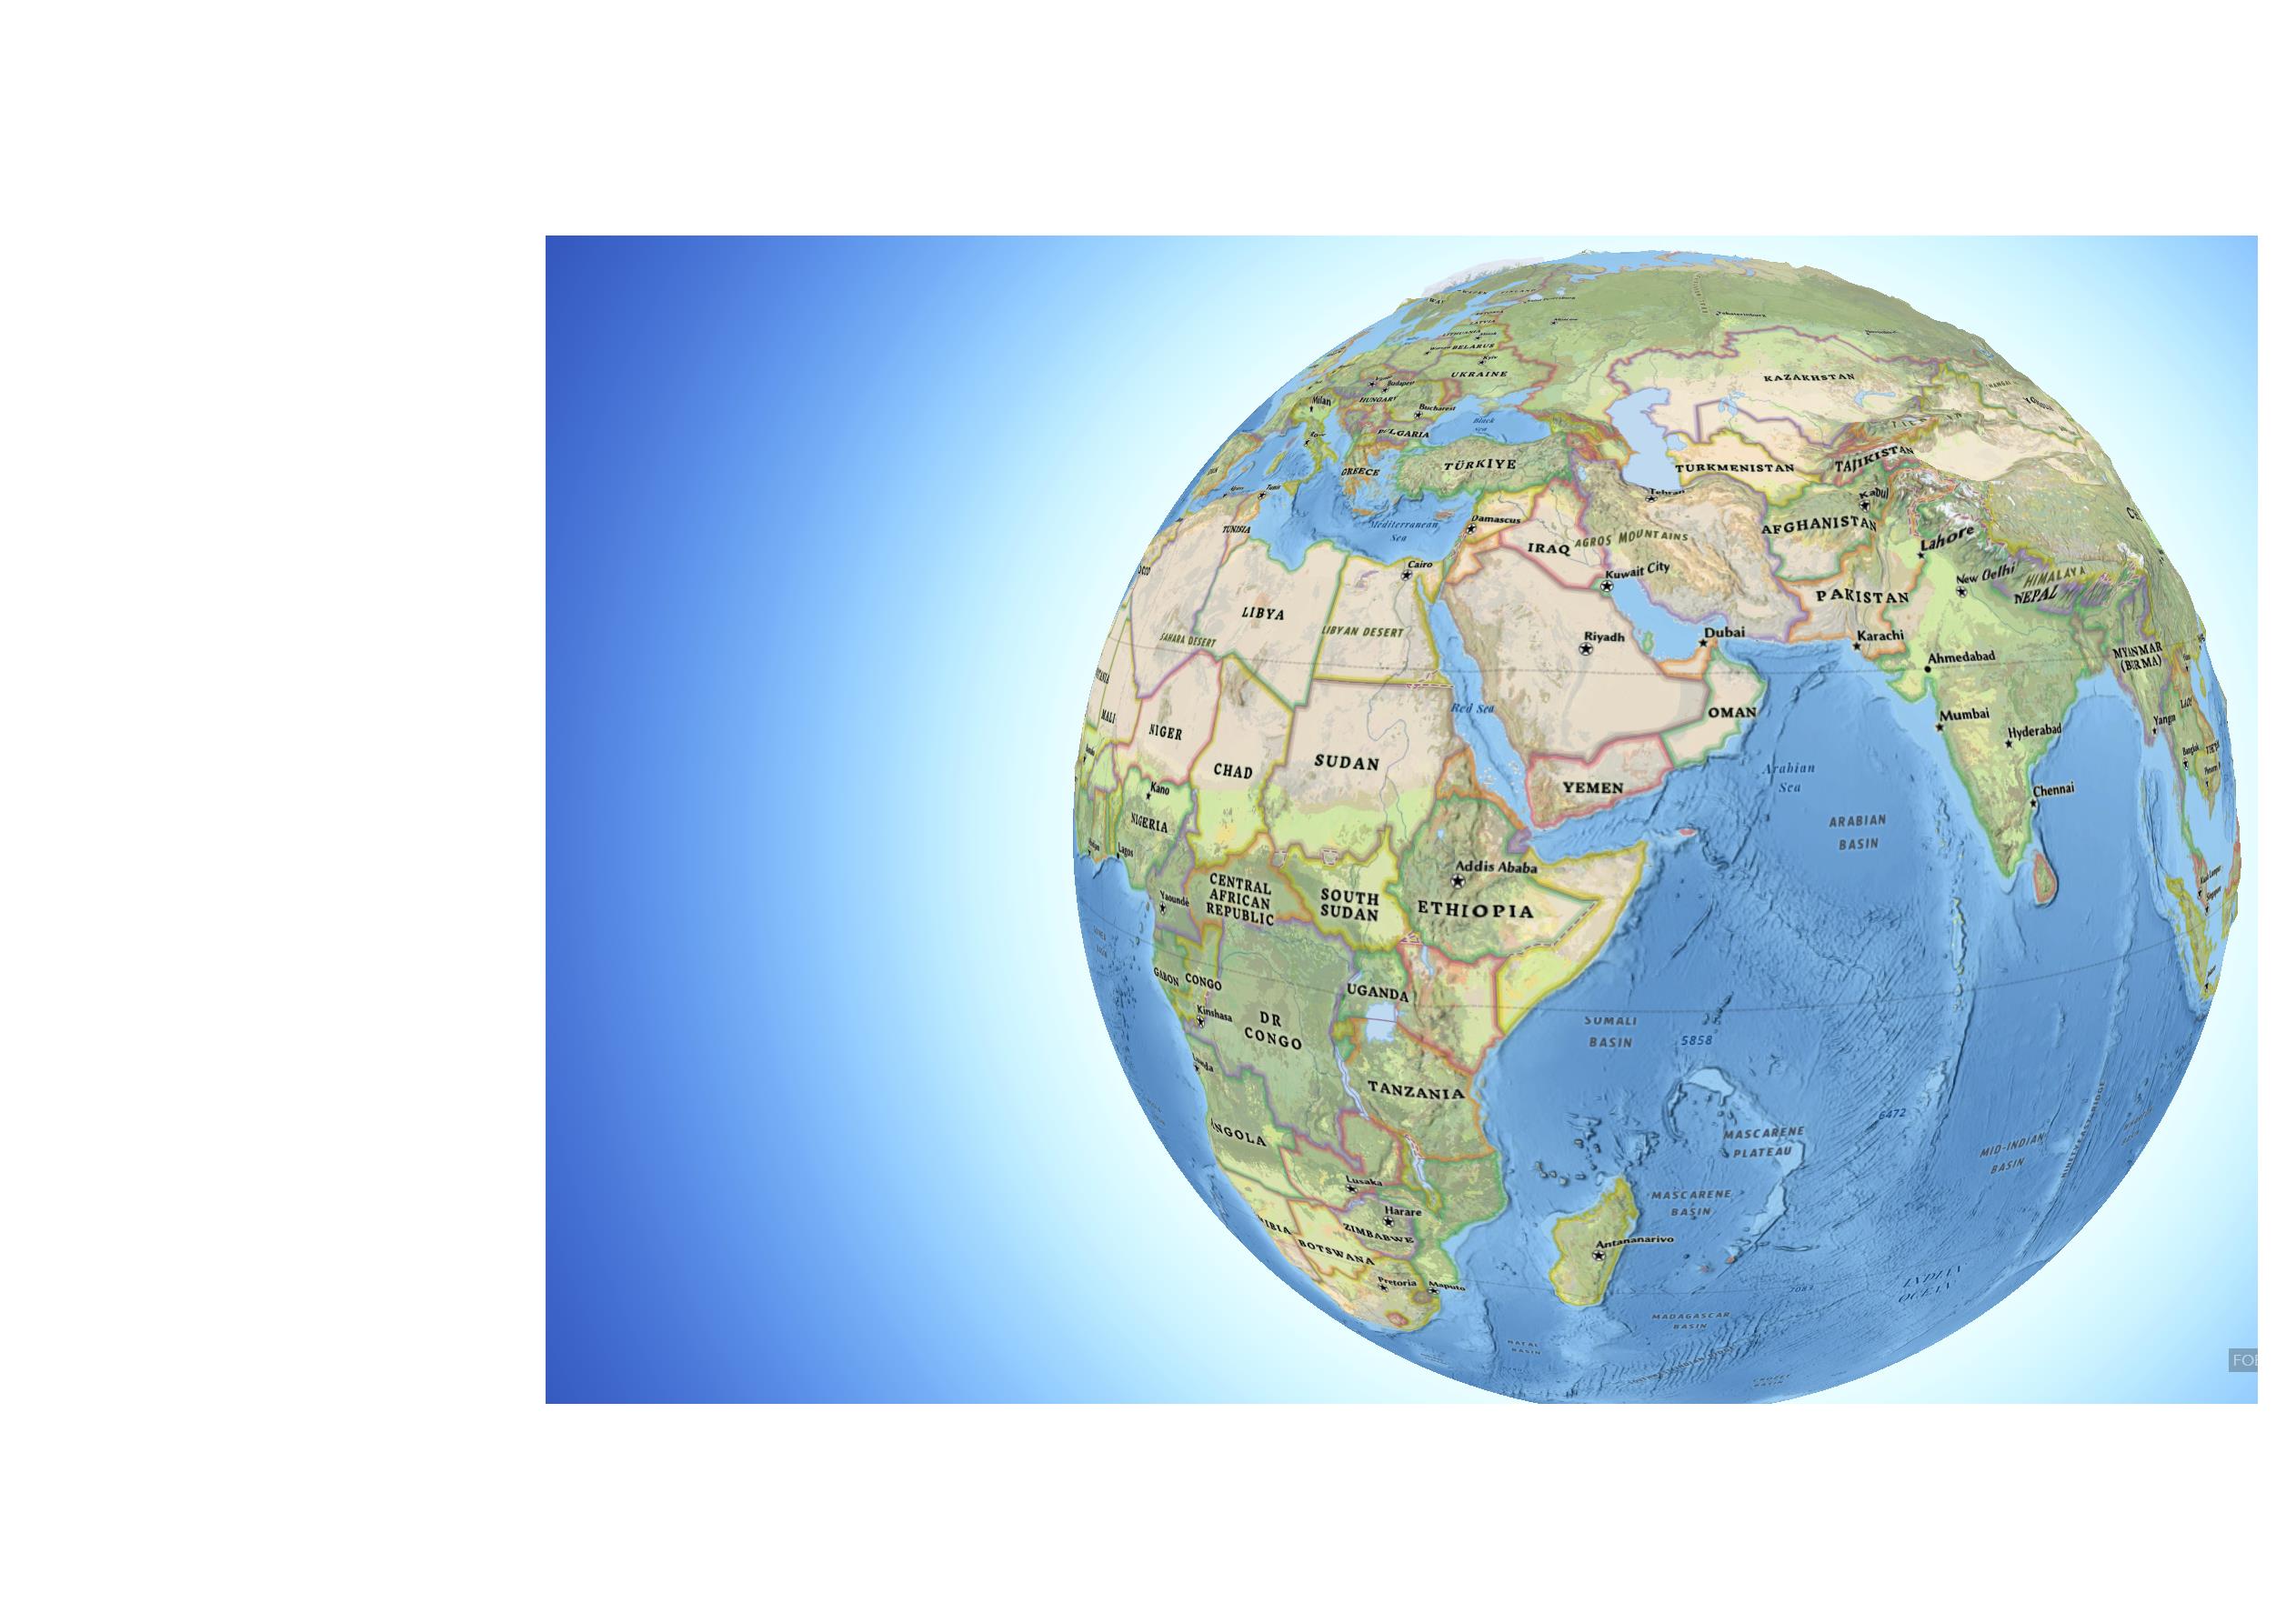 BELARUS
UKRAINE
KAZAKHSTAN
Milan
Budapest
HUNGARY
Bucharest
BULGARIA
Black
Sea
GREECE
TÜRKIYE
TURKMENISTAN
TAJIKISTAN
Tunis
TUNISIA
Mediterranean
Sea
Damascus
Tehran
Kabul
AFGHANISTAN
IRAQ
AGROS MOUNTAINS
Lahore
Cairo
Kuwait City
New Delhi
HIMALAYA
NEPAL
PAKISTAN
LIBYA
LIBYAN DESERT
SAHARA DESERT
Riyadh
Dubai
Karachi
Ahmedabad
MYANMAR
(BURMA)
MALI
NIGER
Red Sea
OMAN
Mumbai
Hyderabad
CHAD
SUDAN
YEMEN
Arabian
Sea
Chennai
Kano
NIGERIA
Lagos
ARABIAN
BASIN
Addis Ababa
ETHIOPIA
CENTRAL
AFRICAN
REPUBLIC
SOUTH
SUDAN
Yaoundé
GABON
CONGO
UGANDA
Kinshasa
DR
CONGO
SOMALI
BASIN
5858
TANZANIA
6472
ANGOLA
MASCARENE
PLATEAU
MID-INDIAN
BASIN
Lusaka
MASCARENE
BASIN
Harare
ZIMBABWE
BOTSWANA
Antananarivo
Pretoria
Maputo
INDIAN
OCEAN
MADAGASCAR
BASIN
NATAL
BASIN